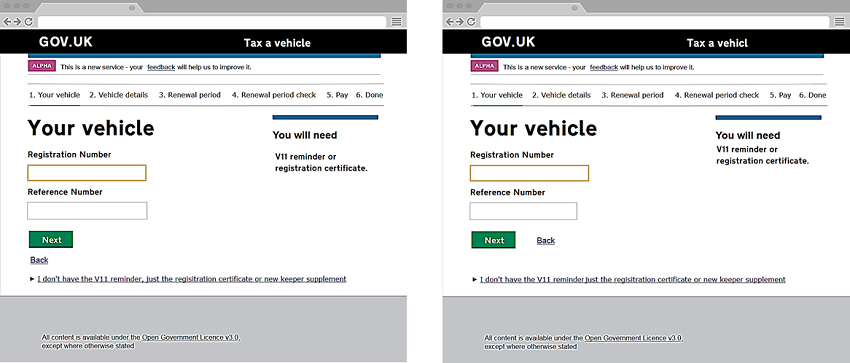 GOV.UK Tax a vehicle
ALPHA This is a new service - your feedback will help us to improve it.
1. Your vehicle 2. Vehicle details 3. Renewal period 4. Renewal period check 5. Pay 6. Done
Your vehicle
You will need
Registration Number
V11 reminder or
registration certificate.
Reference Number
Next
Back
► I don't have the V11 reminder, just the regisitration certificate or new keeper supplement
All content is available under the Open Government Licence v3.0,
except where otherwise stated
GOV.UK Tax a vehicl
ALPHA This is a new service - your feedback will help us to improve it.
1. Your vehicle 2. Vehicle details 3. Renewal period 4. Renewal period check 5. Pay 6. Done
Your vehicle
You will need
V11 reminder or
registration certificate.
Registration Number
Reference Number
Next Back
► I don't have the V11 reminder just the regisitration certificate or new keeper supplement
All content is available under the Open Government Licence v3.0,
except where otherwise stated